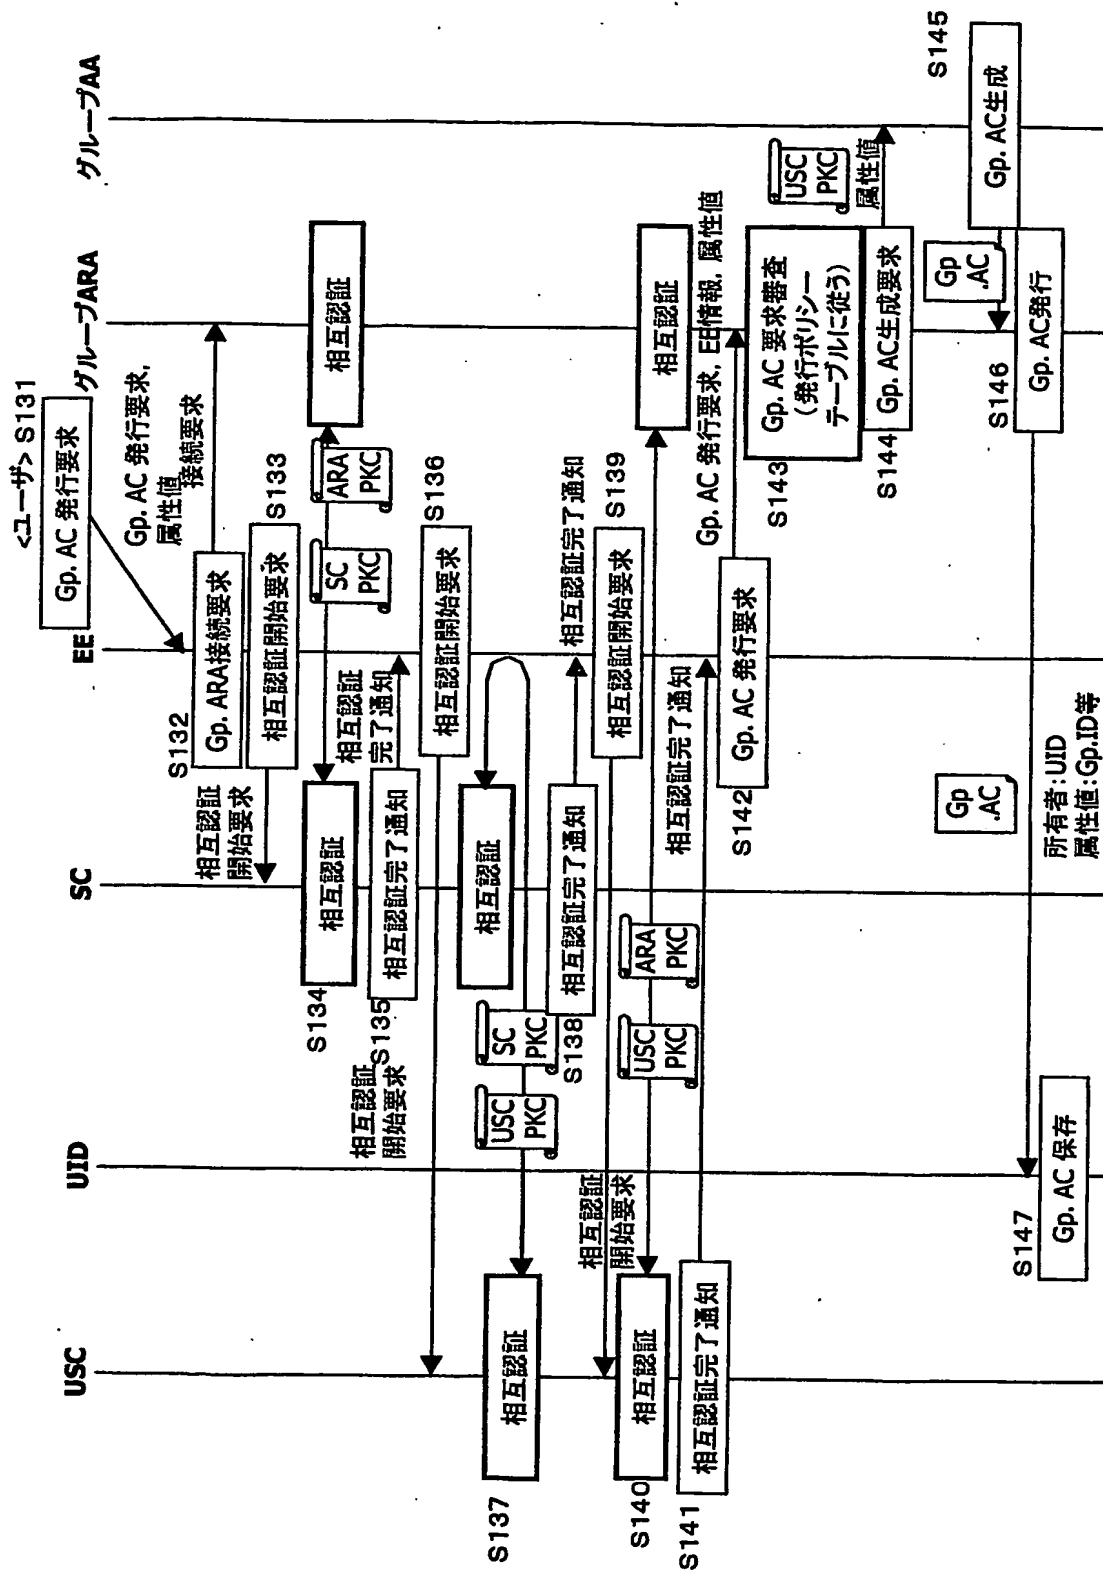 USC
UID
SC
EE
グループARA
グループAA
<ユーザ> S131
Gp. AC 発行要求
S132
Gp. ARA接続要求
Gp. AC 発行要求,
属性値
接続要求
相互認証開始要求
S133
相互認証
開始要求
S134
相互認証
SC
PKC
ARA
PKC
相互認証
S135
相互認証完了通知
相互認証
完了通知
相互認証開始要求
S136
相互認証
開始要求
S137
相互認証
USC
PKC
SC
PKC
相互認証
S138
相互認証完了通知
相互認証完了通知
相互認証開始要求
S139
相互認証
開始要求
S140
相互認証
USC
PKC
ARA
PKC
相互認証
S141
相互認証完了通知
相互認証完了通知
S142
Gp. AC 発行要求
Gp. AC 発行要求, EE情報, 属性値
S143
Gp. AC 要求審査
(発行ポリシー
テーブルに従う)
S144
Gp. AC生成要求
USC
PKC
属性値
S145
Gp. AC生成
Gp
.AC
S146
Gp. AC発行
Gp
.AC
所有者:UID
属性値:Gp.ID等
S147
Gp. AC 保存